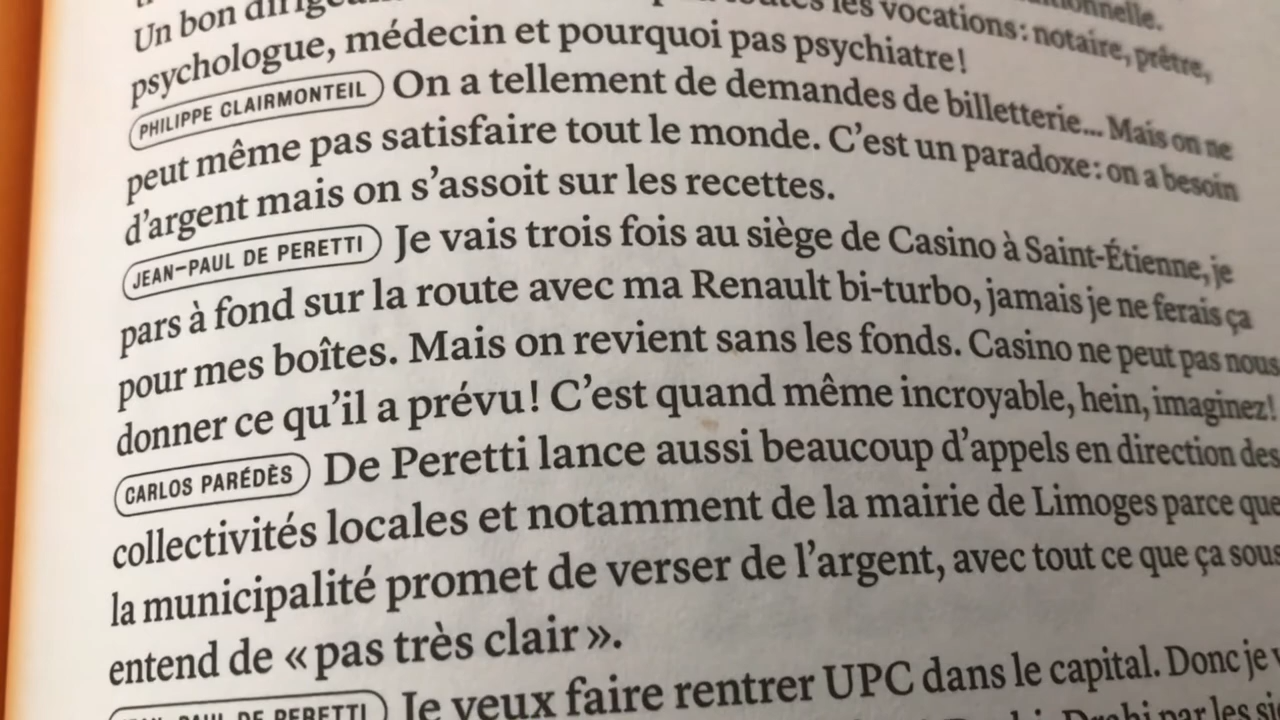 Un bon les vocations : notaire, prêtre,
psychologue, médecin et pourquoi pas psychiatre !
PHILIPPE CLAIRMONTEIL On a tellement de demandes de billetterie... Mais on ne
peut même pas satisfaire tout le monde. C’est un paradoxe : on a besoin
d’argent mais on s’assoit sur les recettes.
JEAN-PAUL DE PERETTI Je vais trois fois au siège de Casino à Saint-Étienne, je
pars à fond sur la route avec ma Renault bi-turbo, jamais je ne ferais ça
pour mes boîtes. Mais on revient sans les fonds. Casino ne peut pas nous
donner ce qu’il a prévu ! C’est quand même incroyable, hein, imaginez !
CARLOS PARÉDÈS De Peretti lance aussi beaucoup d’appels en direction des
collectivités locales et notamment de la mairie de Limoges parce que
la municipalité promet de verser de l’argent, avec tout ce que ça sous
entend de « pas très clair ».
PAUL DE PERETTI Je veux faire rentrer UPC dans le capital. Donc je
par les